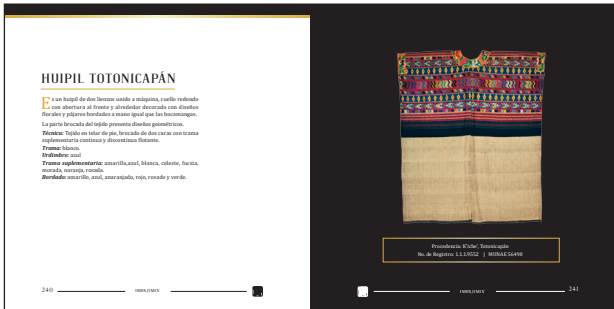 HUIPIL TOTONICAPÁN
Es un huipil de dos lienzos unido a máquina, cuello redondo
con abertura al frente y alrededor decorado con diseños
florales y pájaros bordados a mano igual que las bocamangas.
La parte brocada del tejido presenta diseños geométricos.
Técnica: Tejido en telar de pie, brocado de dos caras con trama
suplementaria continua y discontinua flotante.
Trama: blanco.
Urdimbre: azul
Trama suplementaria: amarilla,azul, blanca, celeste, fucsia,
morada, naranja, rosada.
Bordado: amarillo, azul, anaranjado, rojo, rosado y verde.
Procedencia: K'iche', Totonicapán
No. de Registro: 1.1.1.9552 | MUNAE 56490
240
241